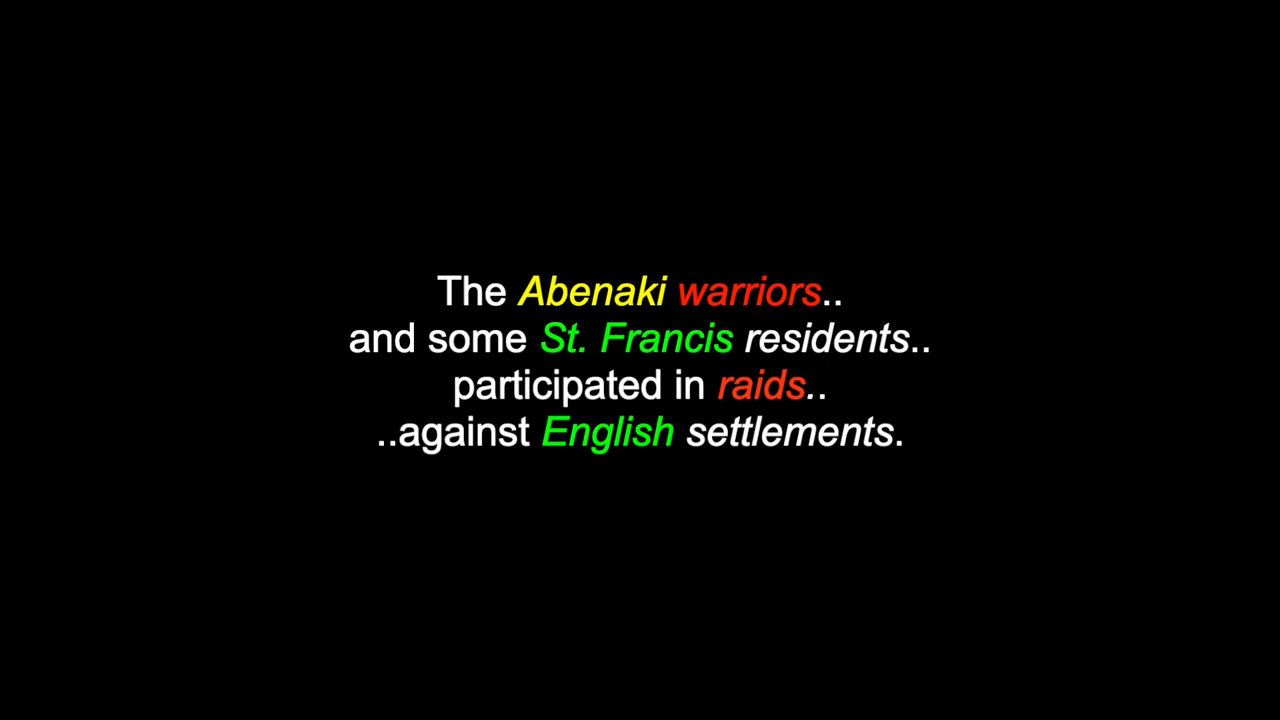 The Abenaki warriors..
and some St. Francis residents..
participated in raids..
..against English settlements.